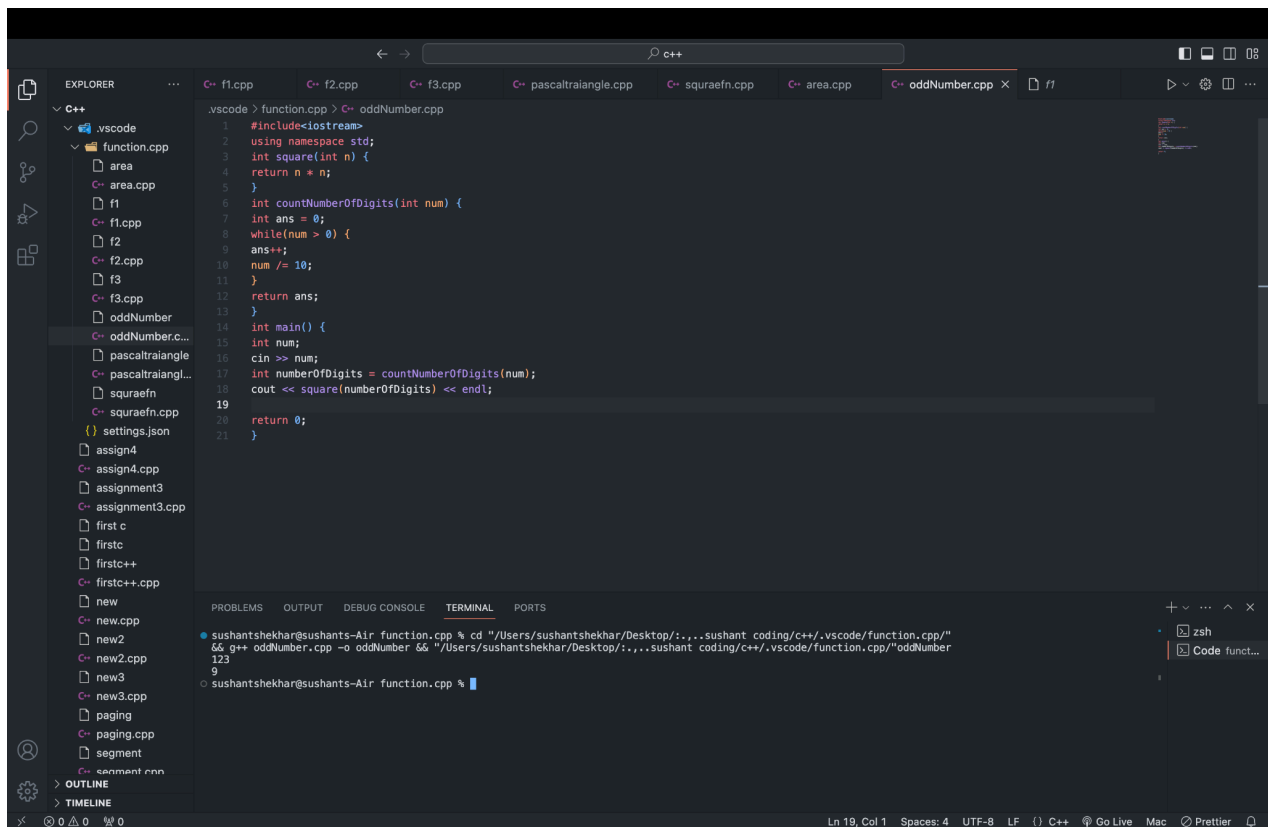 c++
EXPLORER ...
f1.cpp f2.cpp f3.cpp pascaltraiangle.cpp squraefn.cpp area.cpp oddNumber.cpp f1
.vscode > function.cpp > oddNumber.cpp
C++
.vscode
function.cpp
area
area.cpp
f1
f1.cpp
f2
f2.cpp
f3
f3.cpp
oddNumber
oddNumber.c...
pascaltraiangle
pascaltraiangl...
squraefn
squraefn.cpp
{} settings.json
assign4
assign4.cpp
assignment3
assignment3.cpp
first c
firstc
firstc++
firstc++.cpp
new
new.cpp
new2
new2.cpp
new3
new3.cpp
paging
paging.cpp
segment
segment.cpp
OUTLINE
TIMELINE
1 #include<iostream>
2 using namespace std;
3 int square(int n) {
4 return n * n;
5 }
6 int countNumberOfDigits(int num) {
7 int ans = 0;
8 while(num > 0) {
9 ans++;
10 num /= 10;
11 }
12 return ans;
13 }
14 int main() {
15 int num;
16 cin >> num;
17 int numberOfDigits = countNumberOfDigits(num);
18 cout << square(numberOfDigits) << endl;
19
20 return 0;
21 }
PROBLEMS OUTPUT DEBUG CONSOLE TERMINAL PORTS
sushantshekhar@sushants-Air function.cpp % cd "/Users/sushantshekhar/Desktop/:.,..sushant coding/c++/.vscode/function.cpp/"
&& g++ oddNumber.cpp -o oddNumber && "/Users/sushantshekhar/Desktop/:.,..sushant coding/c++/.vscode/function.cpp/"oddNumber
123
9
sushantshekhar@sushants-Air function.cpp %
zsh
Code funct...
0 0 0 Ln 19, Col 1 Spaces: 4 UTF-8 LF {} C++ Go Live Mac Prettier